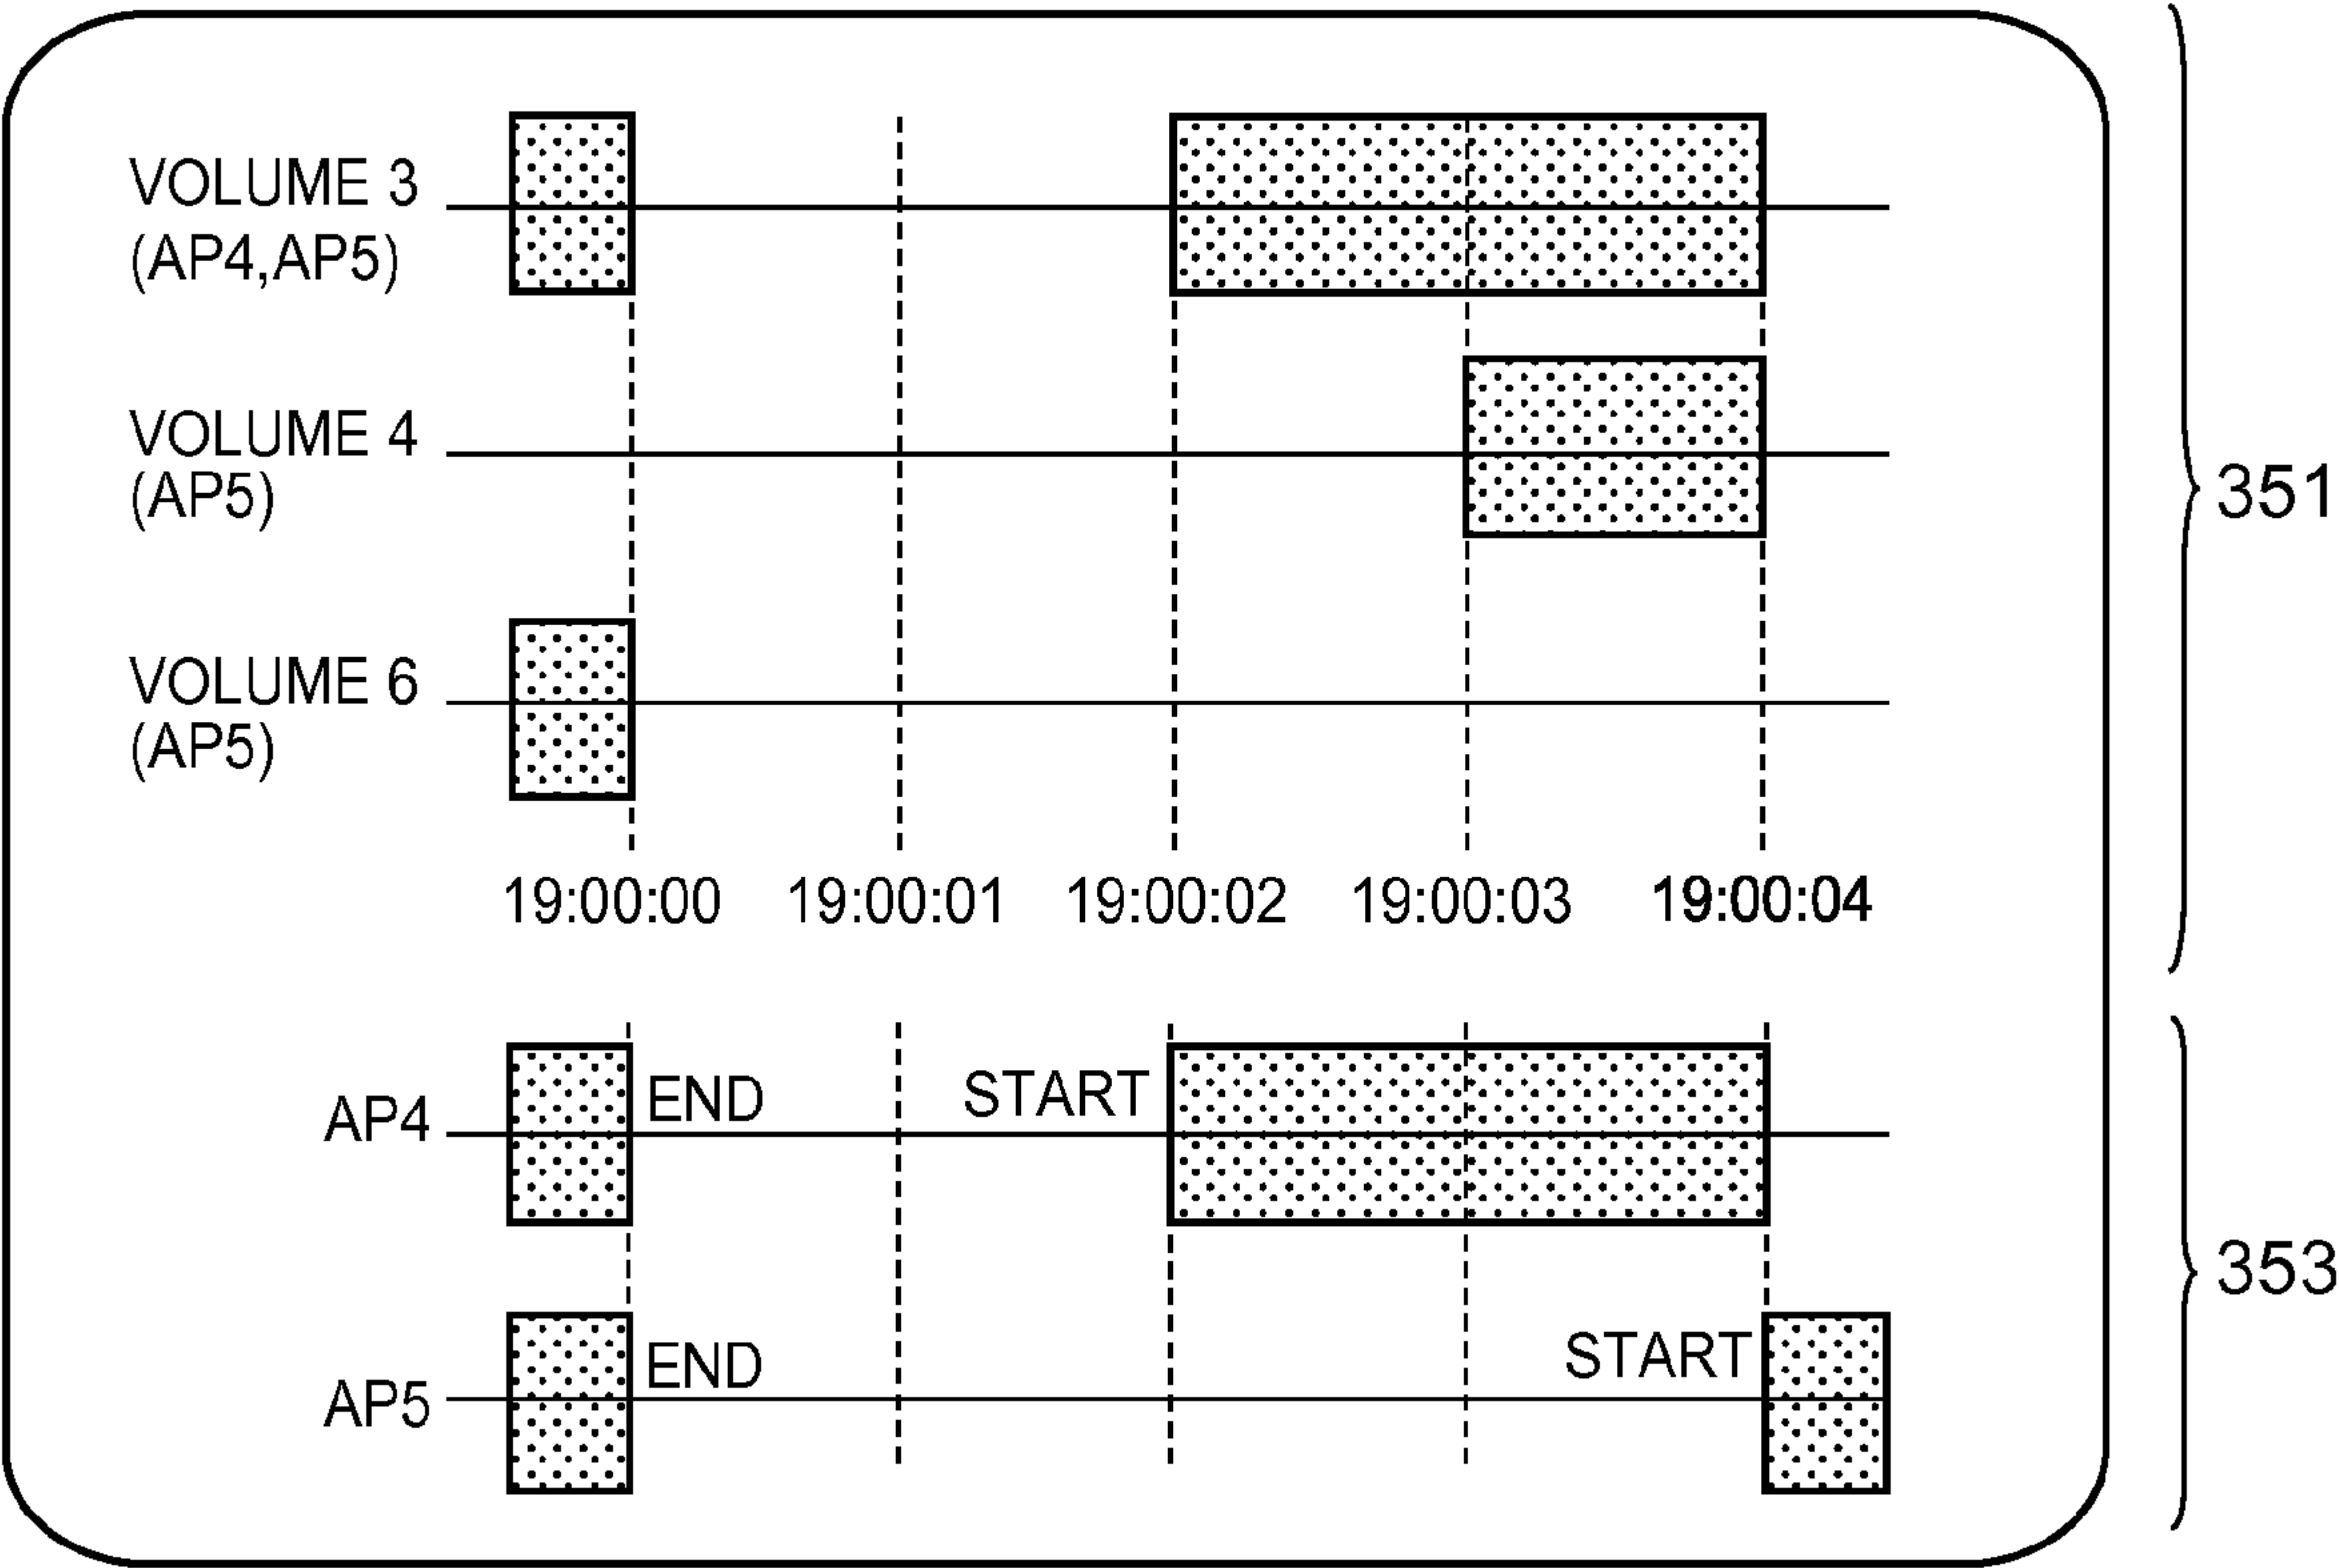 VOLUME 3
(AP4,AP5)
VOLUME 4
(AP5)
351
VOLUME 6
(AP5)
19:00:00 19:00:01 19:00:02 19:00:03 19:00:04
AP4 END START
353
AP5 END START